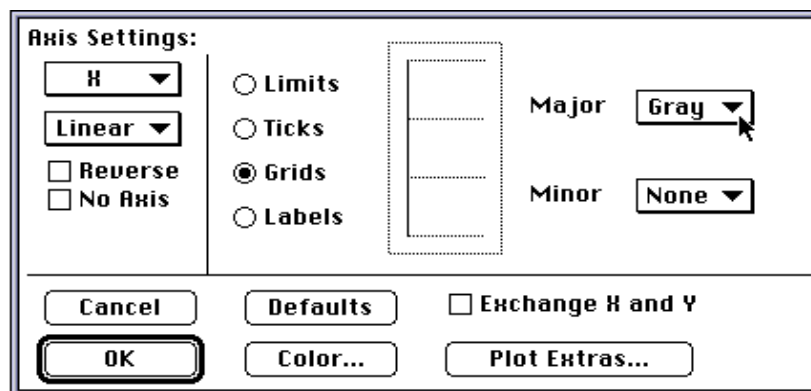 Axis Settings:
X
Linear
Reverse
No Axis
Limits
Ticks
Grids
Labels
Major Gray
Minor None
Cancel Defaults Exchange X and Y
OK Color... Plot Extras...